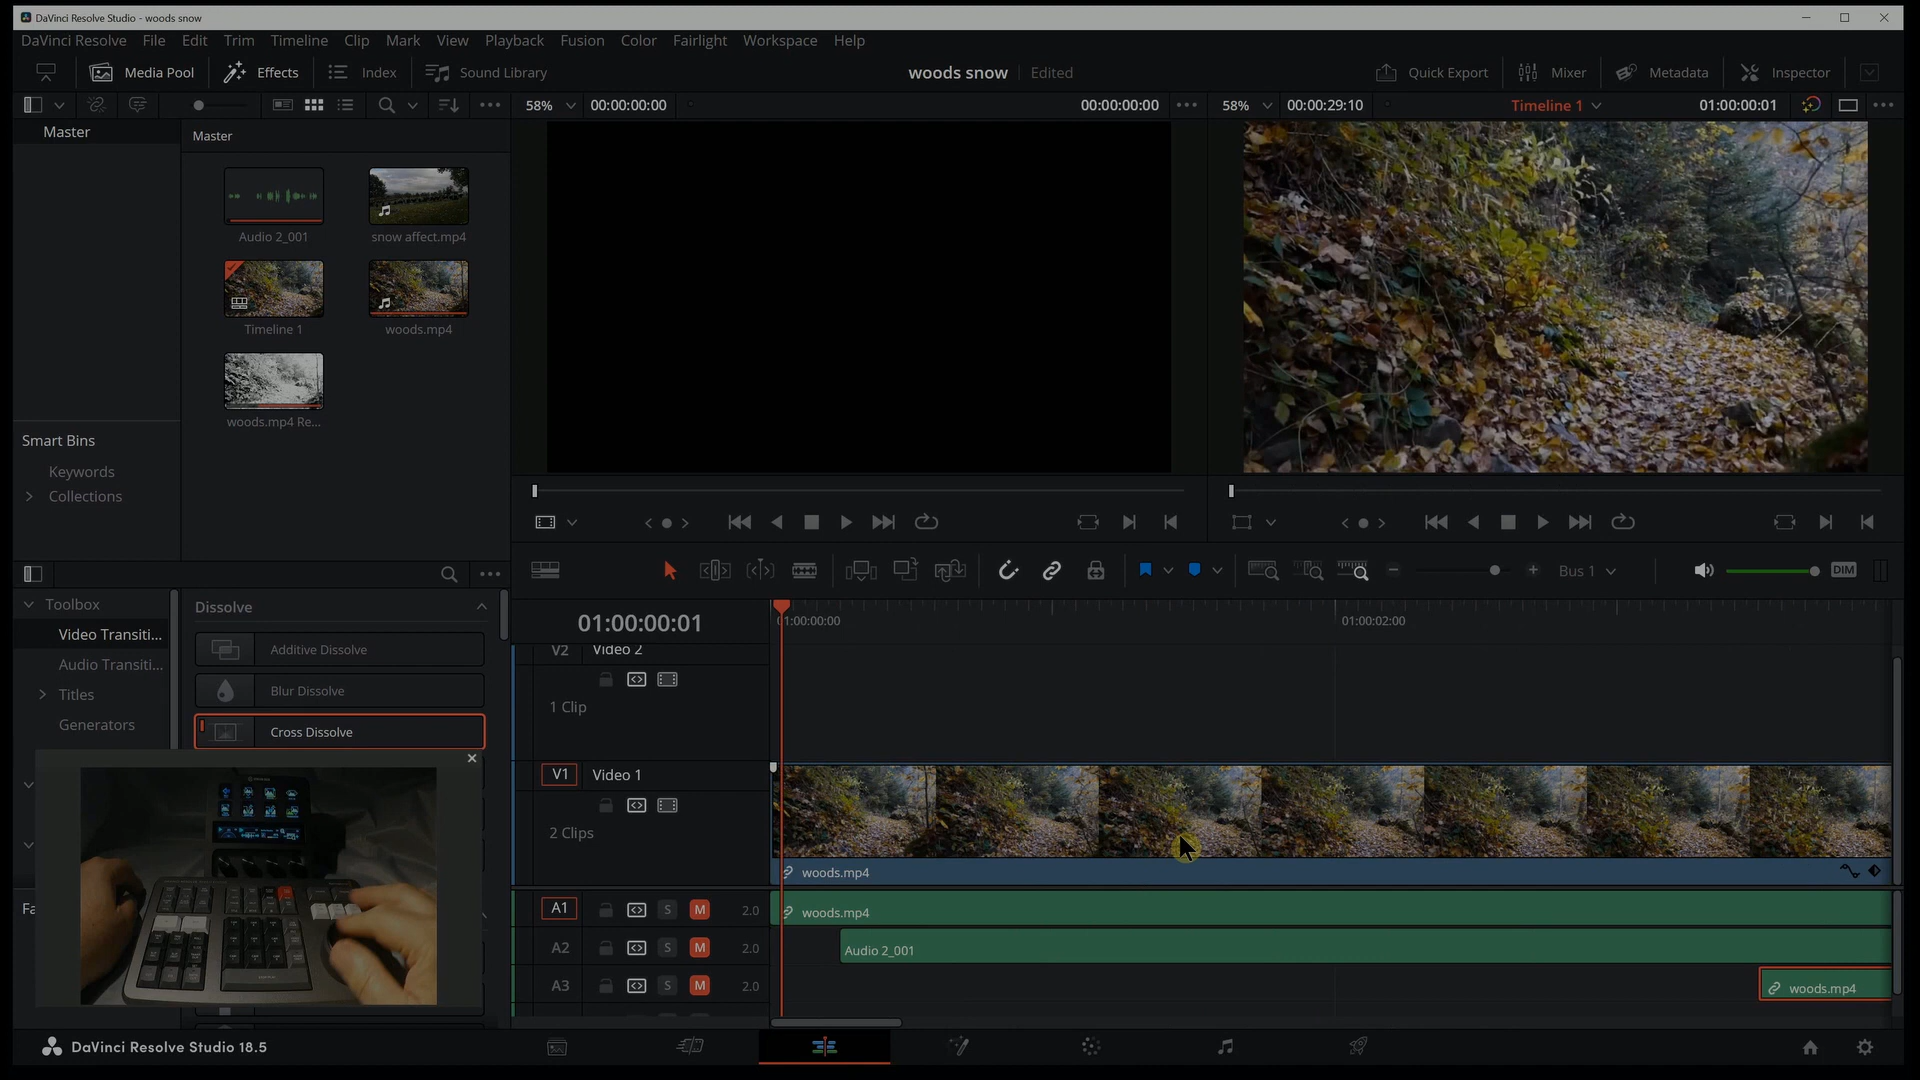 DaVinci Resolve Studio - woods snow
DaVinci Resolve File Edit Trim Timeline Clip Mark View Playback Fusion Color Fairlight Workspace Help
Media Pool Effects Index Sound Library woods snow Edited Quick Export Mixer Metadata Inspector
58% 00:00:00:00 00:00:00:00 58% 00:00:29:10 Timeline 1 01:00:00:01
Master
Master
Audio 2_001
snow affect.mp4
Timeline 1
woods.mp4
woods.mp4 Re...
Smart Bins
Keywords
Collections
Bus 1
DIM
Toolbox
Video Transiti...
Audio Transiti...
Titles
Generators
Fa
Dissolve
Additive Dissolve
Blur Dissolve
Cross Dissolve
01:00:00:01
01:00:00:00
01:00:02:00
V2 Video 2
1 Clip
V1 Video 1
2 Clips
woods.mp4
A1 S M 2.0
woods.mp4
A2 S M 2.0
Audio 2_001
A3 S M 2.0
woods.mp4
DaVinci Resolve Studio 18.5